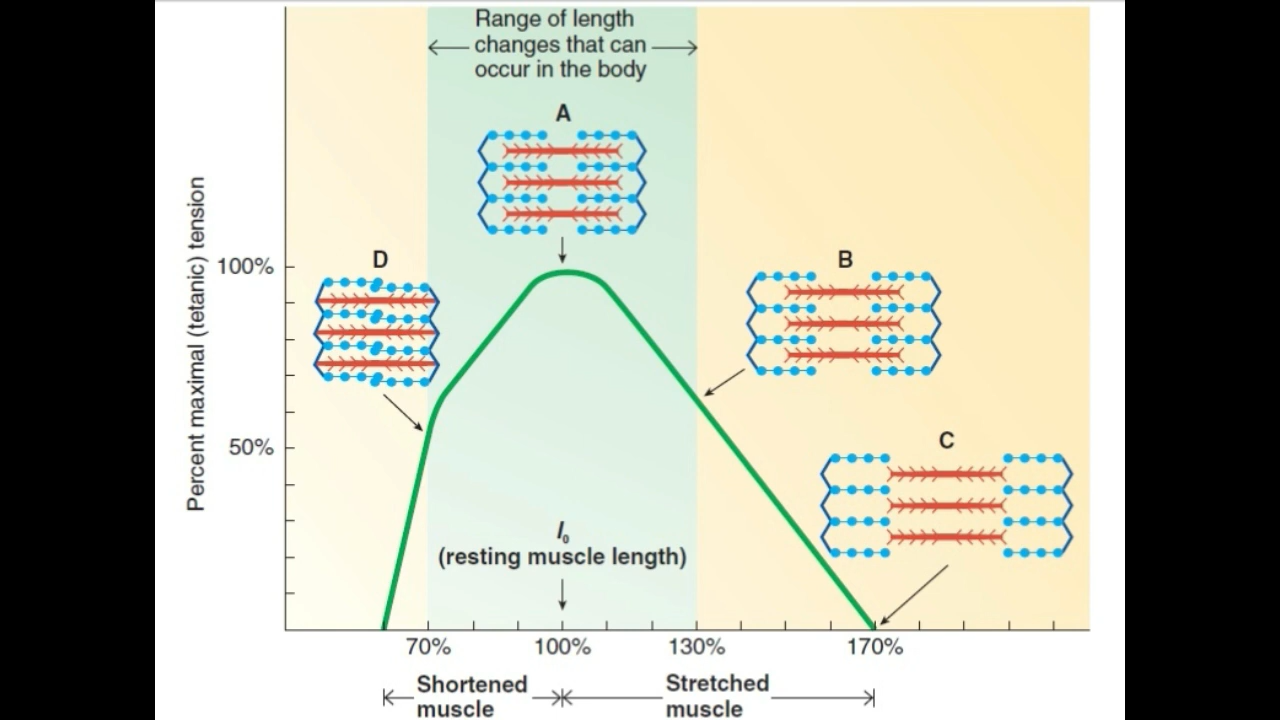 Range of length
changes that can
occur in the body
A
D
B
100%
Percent maximal (tetanic) tension
50%
C
l₀
(resting muscle length)
70%
100%
130%
170%
Shortened
muscle
Stretched
muscle